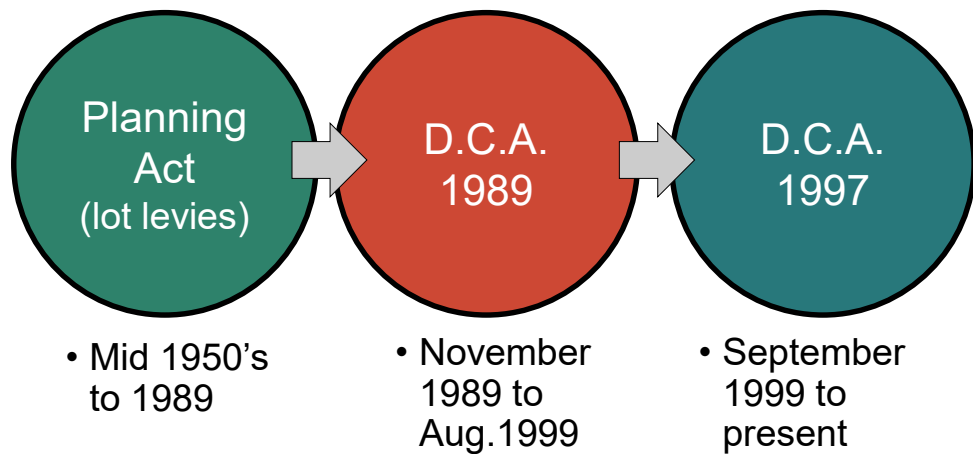 Planning
Act
(lot levies)
D.C.A.
1989
D.C.A.
1997
• Mid 1950's
to 1989
• November
1989 to
Aug.1999
• September
1999 to
present